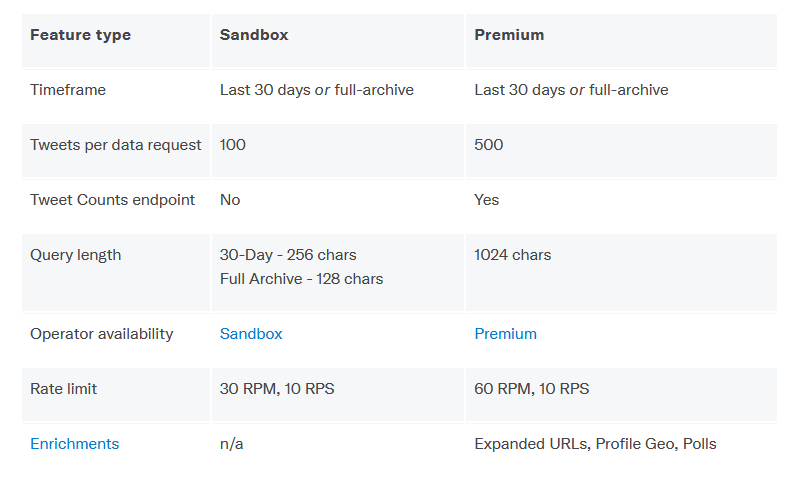 Feature type Sandbox Premium
Timeframe Last 30 days or full-archive Last 30 days or full-archive
Tweets per data request 100 500
Tweet Counts endpoint No Yes
Query length 30-Day - 256 chars 1024 chars
Full Archive - 128 chars
Operator availability Sandbox Premium
Rate limit 30 RPM, 10 RPS 60 RPM, 10 RPS
Enrichments n/a Expanded URLs, Profile Geo, Polls